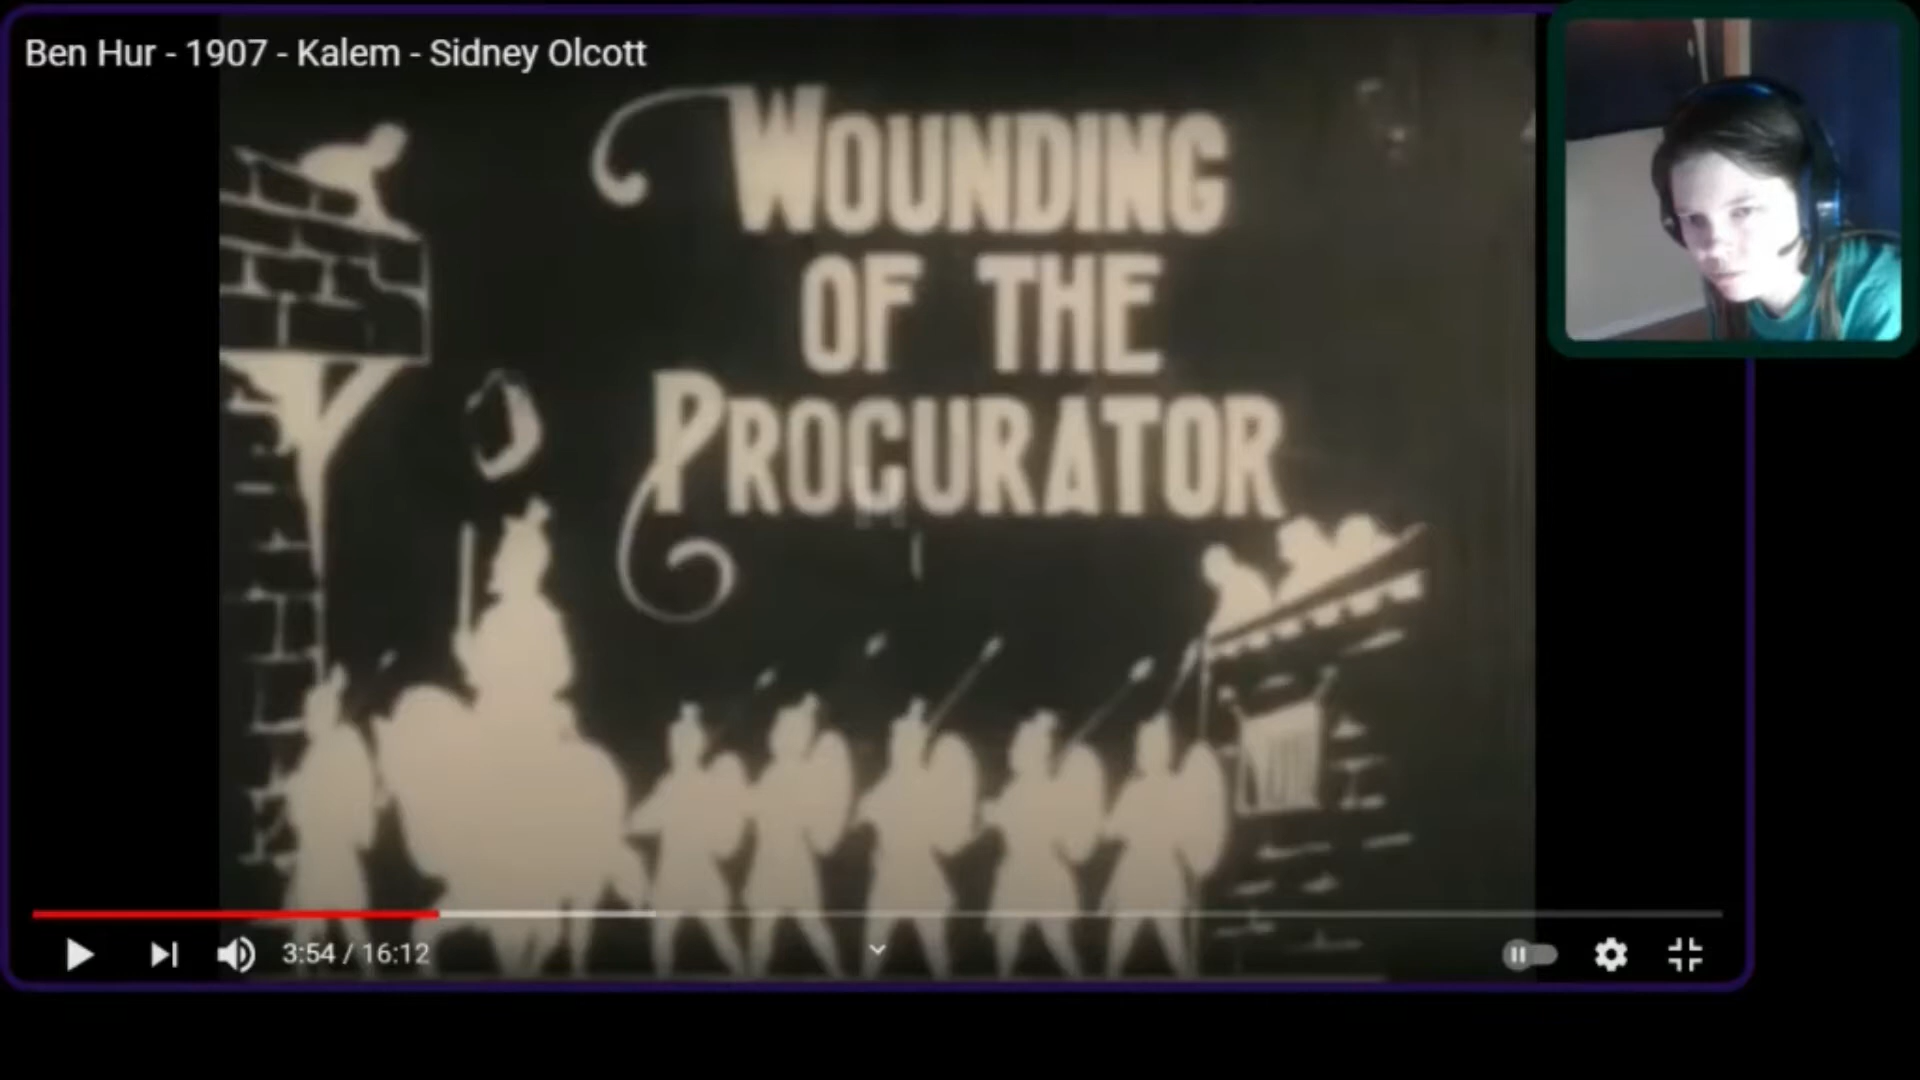 Ben Hur - 1907 - Kalem - Sidney Olcott
WOUNDING
OF THE
PROCURATOR
3:54 / 16:12